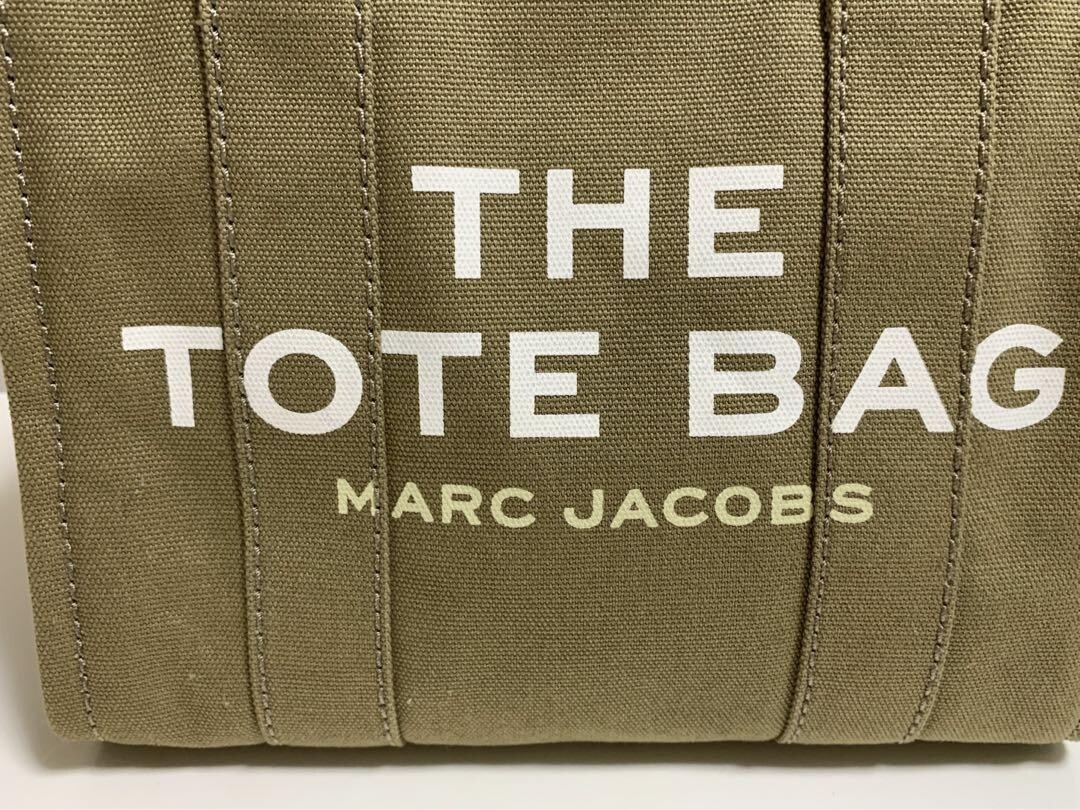 THE
TOTE BAG
MARC JACOBS